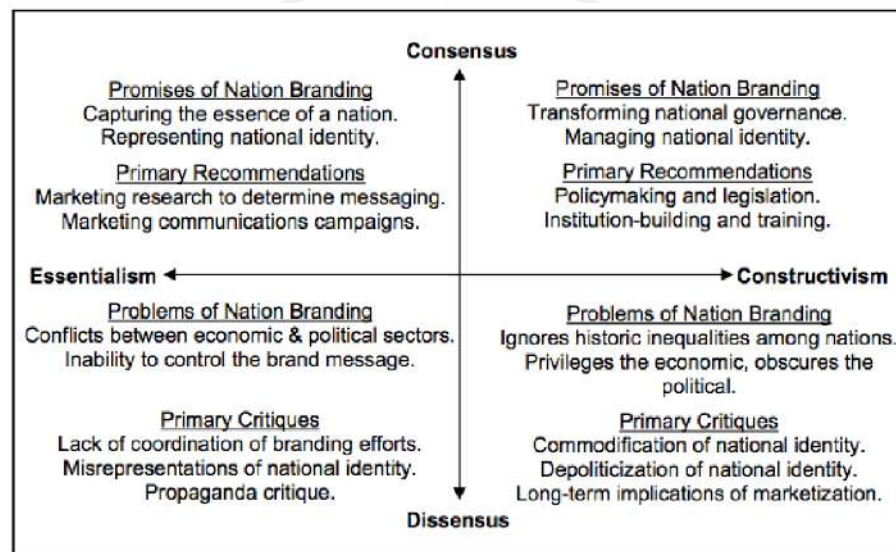 Consensus
Promises of Nation Branding
Capturing the essence of a nation.
Representing national identity.
Primary Recommendations
Marketing research to determine messaging.
Marketing communications campaigns.
Promises of Nation Branding
Transforming national governance.
Managing national identity.
Primary Recommendations
Policymaking and legislation.
Institution-building and training.
Essentialism
Constructivism
Problems of Nation Branding
Conflicts between economic & political sectors.
Inability to control the brand message.
Primary Critiques
Lack of coordination of branding efforts.
Misrepresentations of national identity.
Propaganda critique.
Problems of Nation Branding
Ignores historic inequalities among nations.
Privileges the economic, obscures the
political.
Primary Critiques
Commodification of national identity.
Depoliticization of national identity.
Long-term implications of marketization.
Dissensus